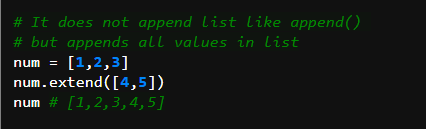 # It does not append list like append()
# but appends all values in list
num = [1,2,3]
num.extend([4,5])
num # [1,2,3,4,5]